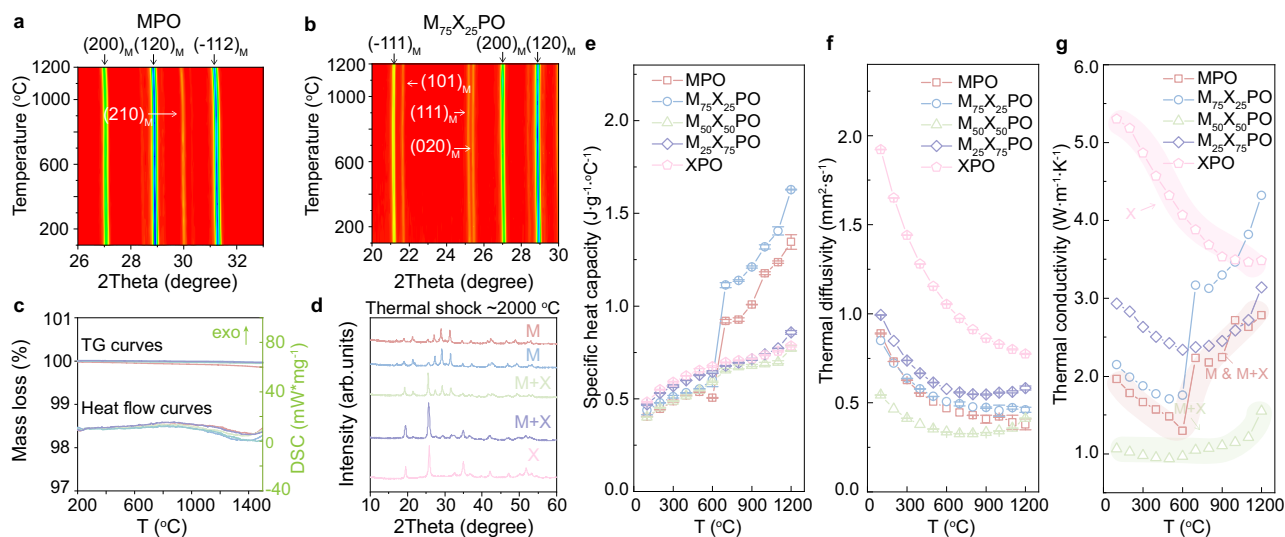 a
MPO
(200)M (120)M (-112)M
(210)M
Temperature (°C)
1200
1000
800
600
400
200
26 28 30 32
2Theta (degree)
b
M75X25PO
(-111)M (200)M (120)M
(101)M
(111)M
(020)M
Temperature (°C)
1200
1000
800
600
400
200
20 22 24 26 28 30
2Theta (degree)
c
TG curves
Heat flow curves
exo
Mass loss (%)
101
100
99
98
97
DSC (mW*mg-1)
80
40
0
-40
200 600 1000 1400
T (°C)
d
Thermal shock ~2000 °C
M
M
M+X
M+X
X
Intensity (arb.units)
10 20 30 40 50 60
2Theta (degree)
e
MPO
M75X25PO
M50X50PO
M25X75PO
XPO
Specific heat capacity (J·g-1·°C-1)
2.0
1.5
1.0
0.5
0.0
0 300 600 900 1200
T (°C)
f
MPO
M75X25PO
M50X50PO
M25X75PO
XPO
Thermal diffusivity (mm2·s-1)
2.0
1.5
1.0
0.5
0.0
0 300 600 900 1200
T (°C)
g
MPO
M75X25PO
M50X50PO
M25X75PO
XPO
X
M & M+X
M+X
Thermal conductivity (W·m-1·K-1)
6.0
5.0
4.0
3.0
2.0
1.0
0.0
0 300 600 900 1200
T (°C)